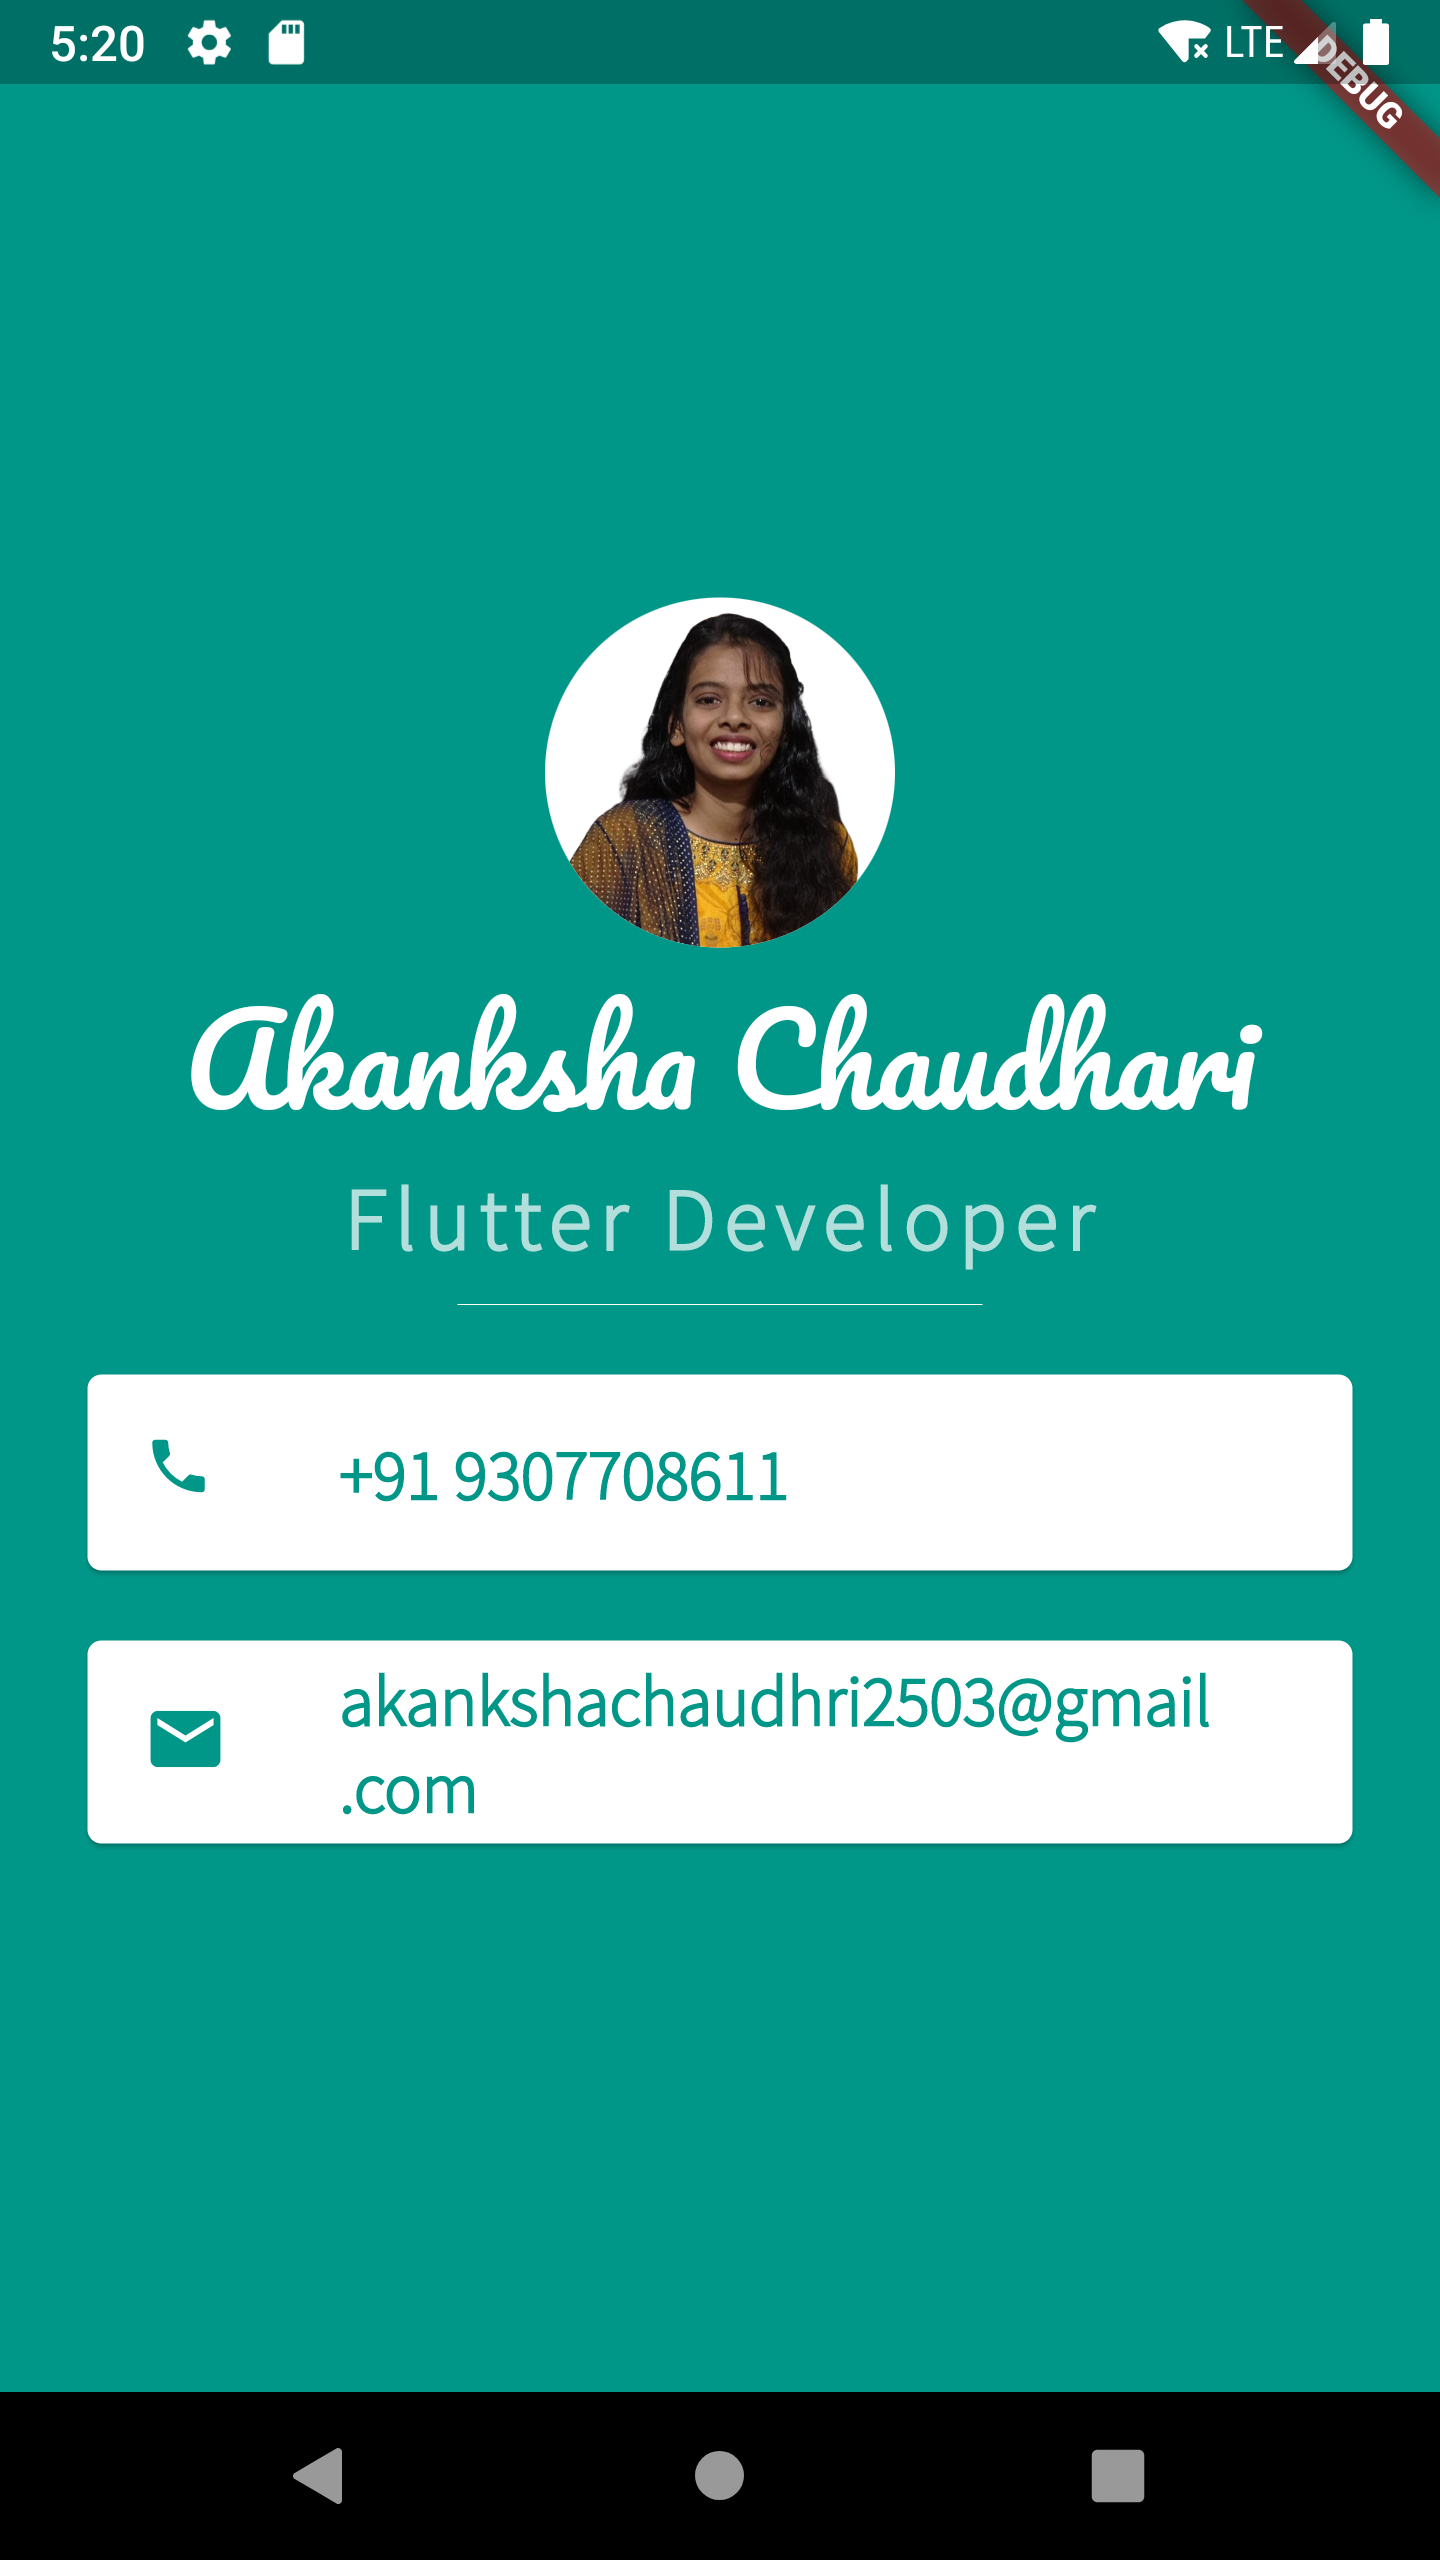 5:20 LTE
DEBUG
Akanksha Chaudhari
Flutter Developer
+91 9307708611
akankshachaudhri2503@gmail
.com